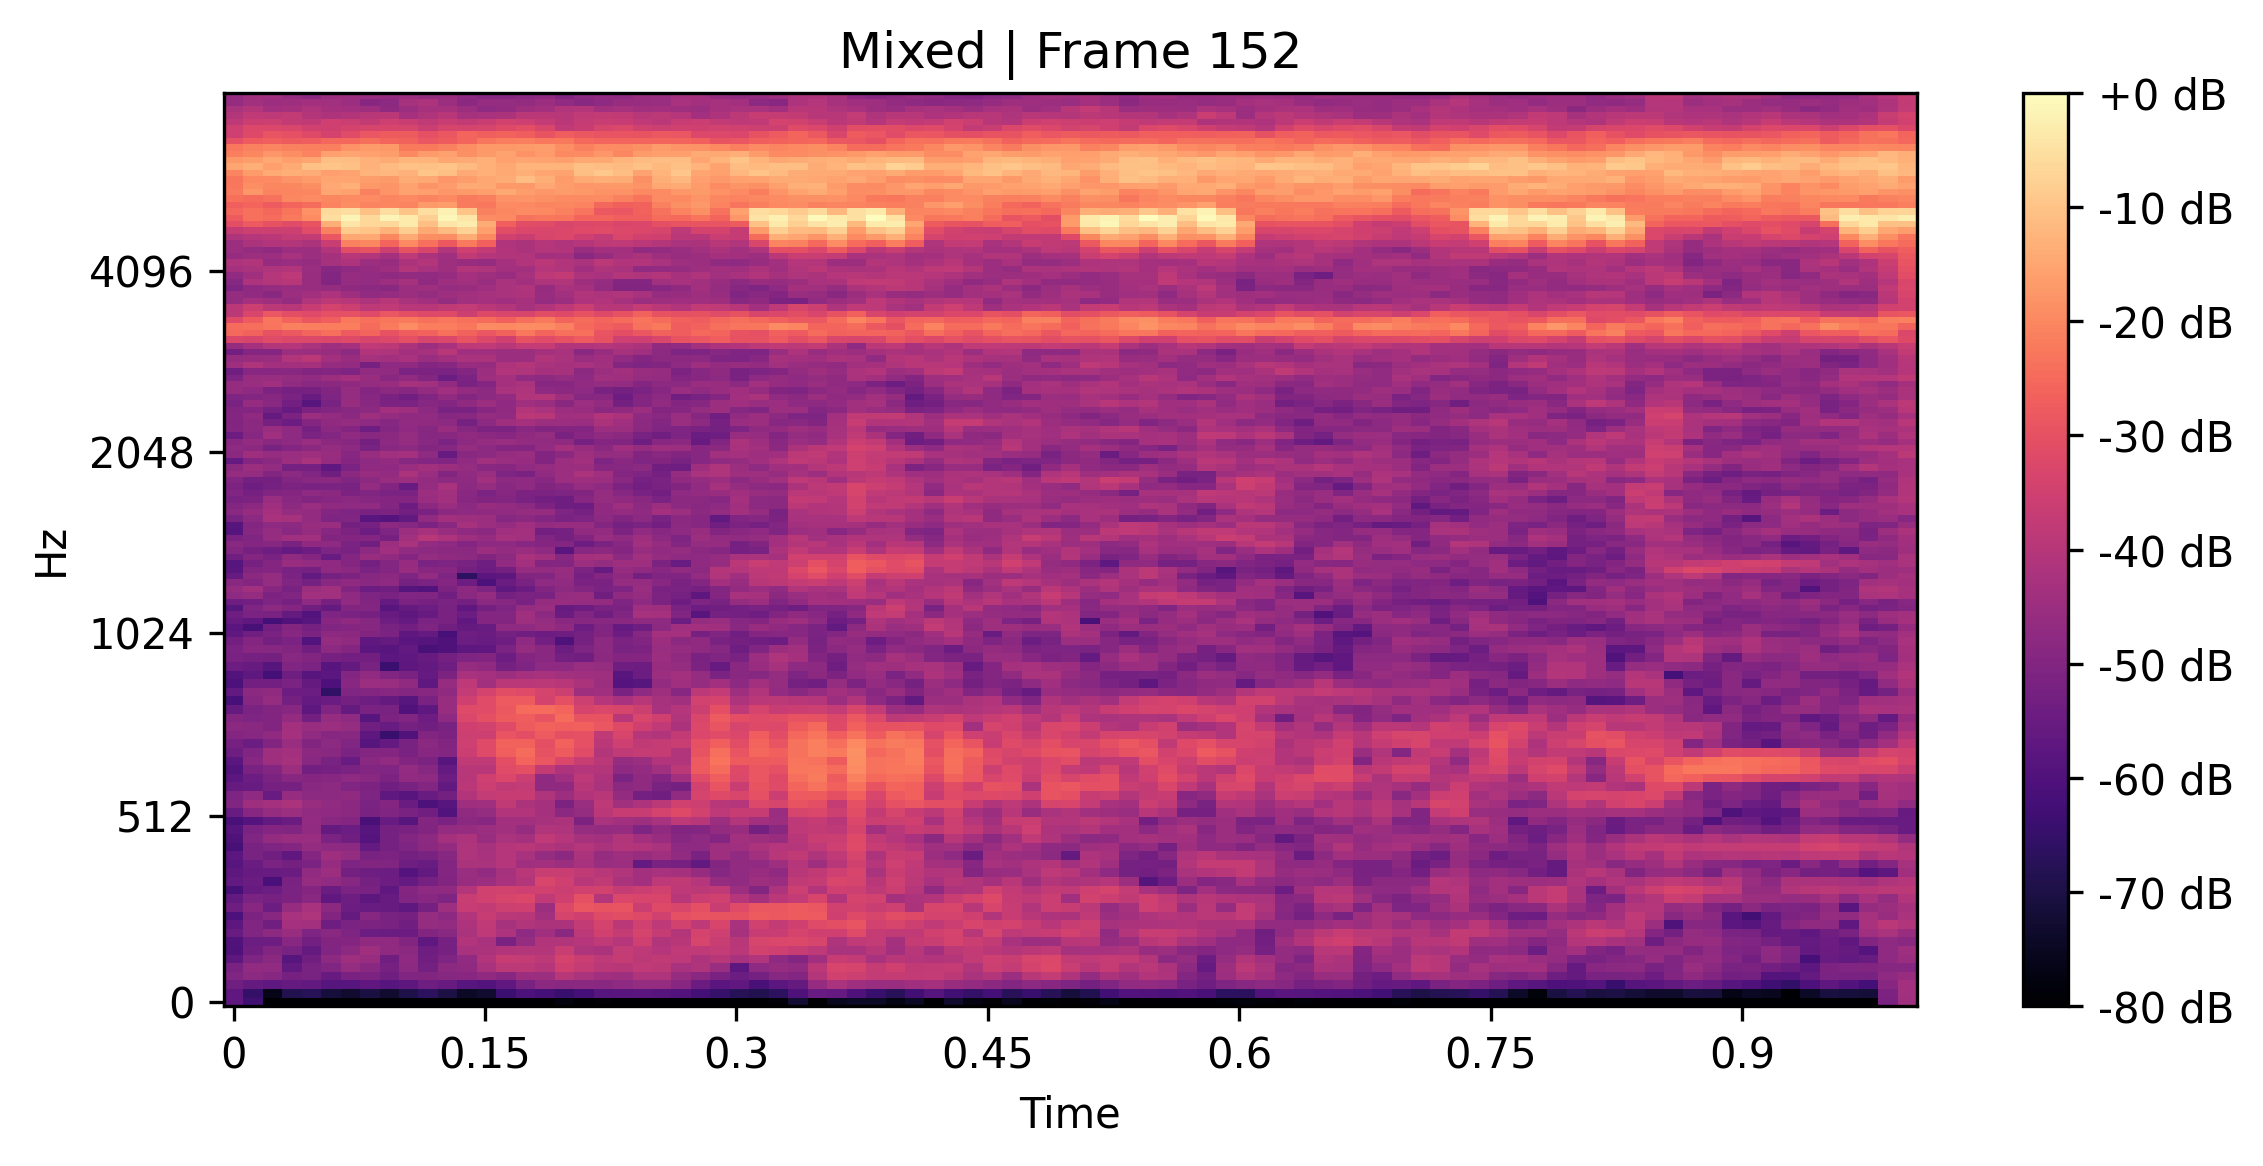 Mixed | Frame 152
Hz
4096
2048
1024
512
0
0 0.15 0.3 0.45 0.6 0.75 0.9
Time
+0 dB
-10 dB
-20 dB
-30 dB
-40 dB
-50 dB
-60 dB
-70 dB
-80 dB